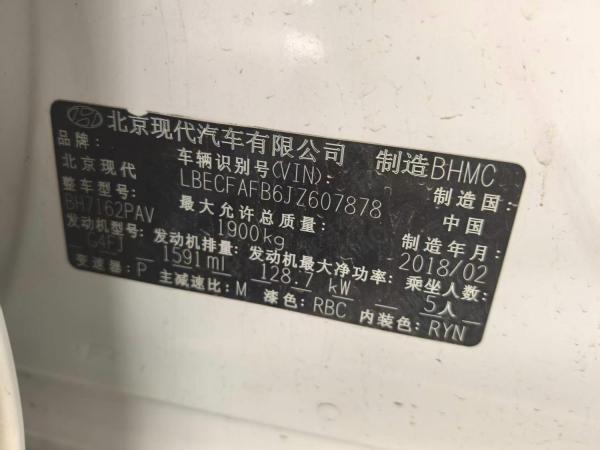 北京现代汽车有限公司 制造BHMC
品牌: 车辆识别号(VIN): 制造国:
北京现代 LBECFAFB6JZ607878 中国
整车型号: 最大允许总质量: 制造年月:
BH7162PAV 1900kg 2018/02
发动机型号: 发动机排量: 发动机最大净功率: 乘坐人数:
G4FJ 1591ml 128.7 kW 5人
变速器: P 主减速比: M 漆色: RBC 内装色: RYN